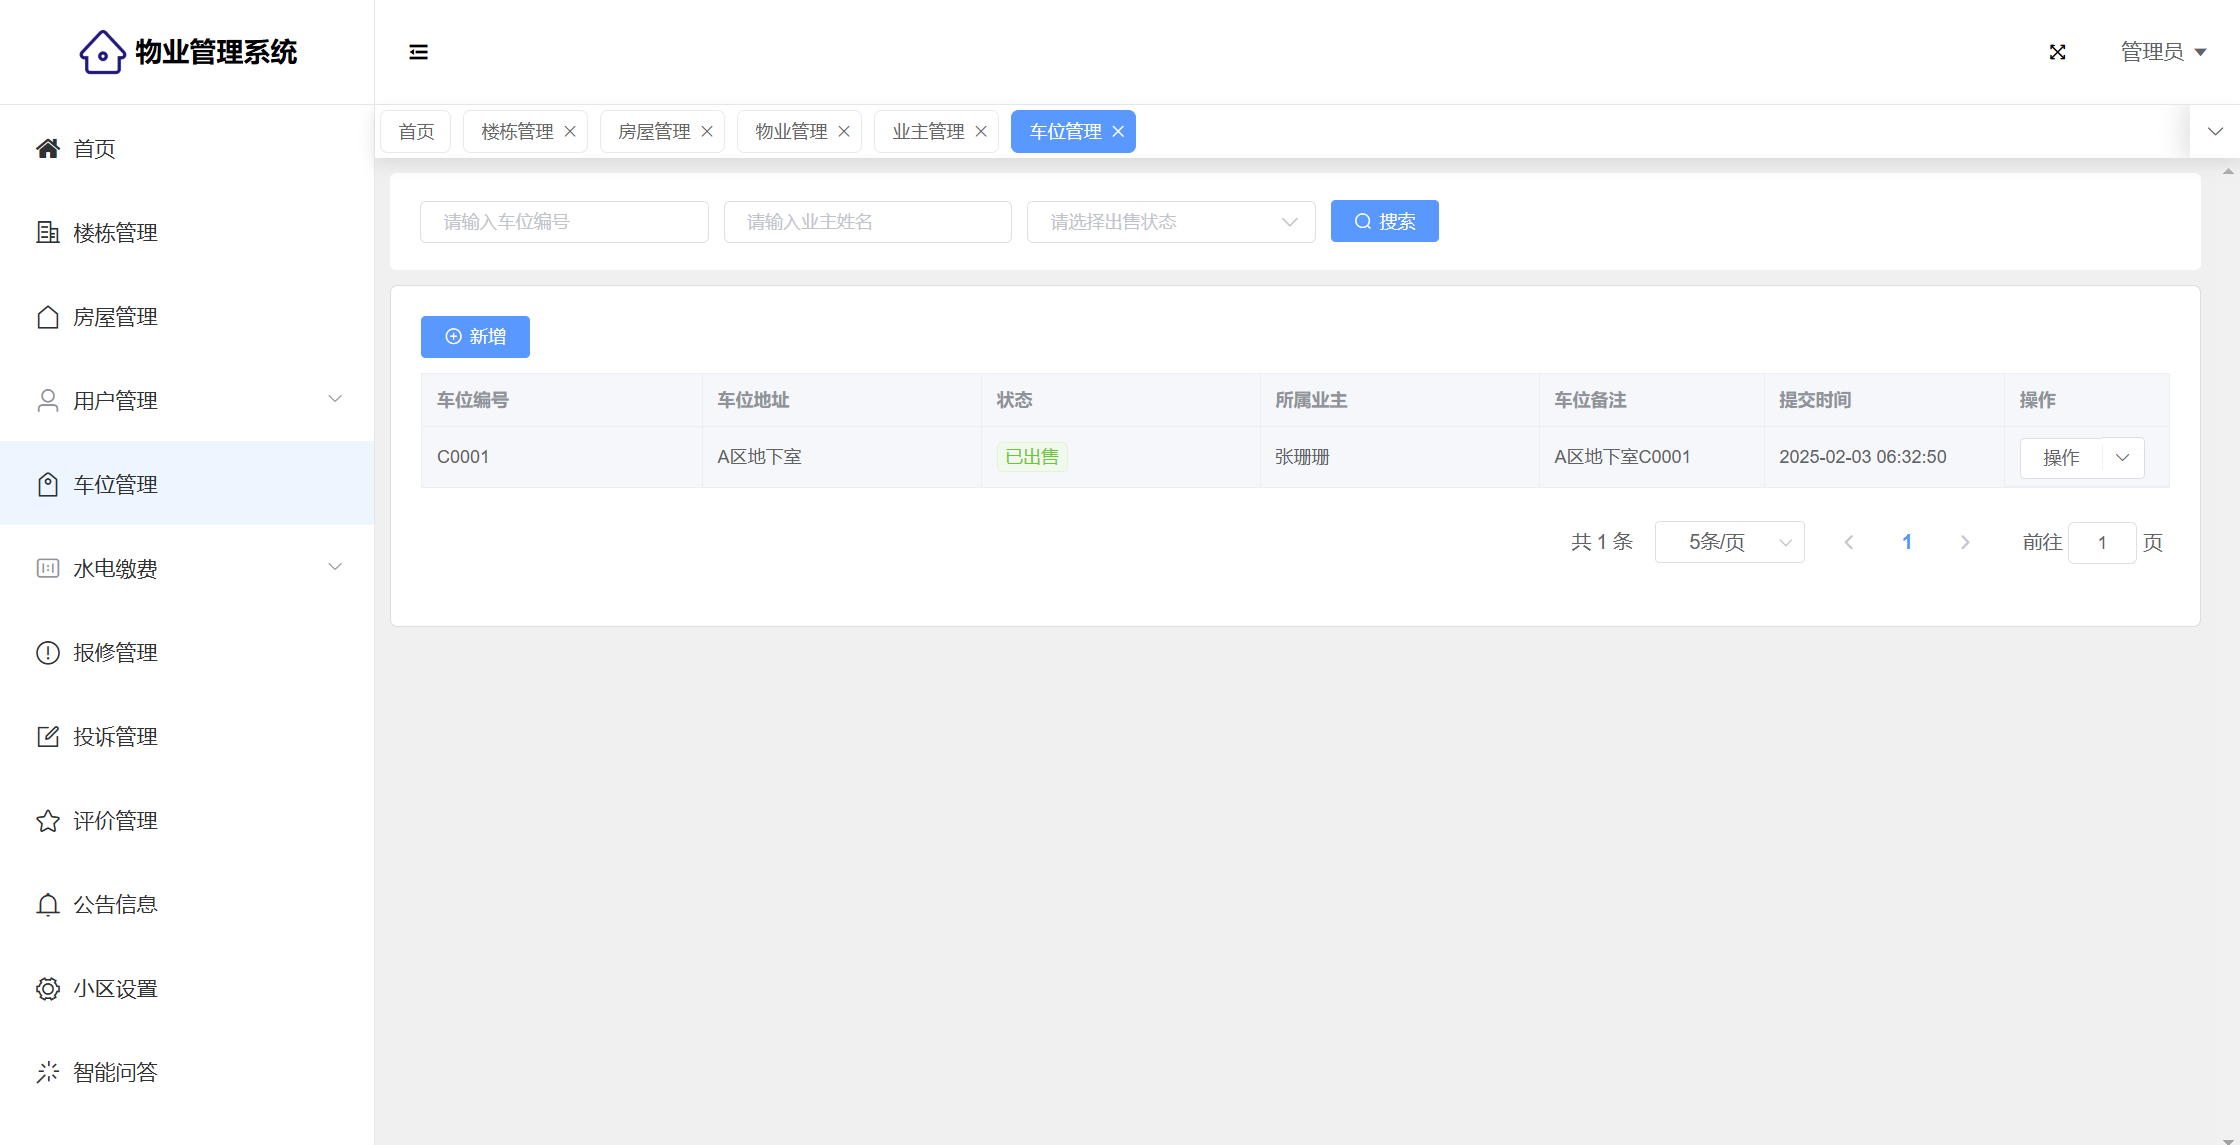 物业管理系统
管理员
首页
楼栋管理
房屋管理
用户管理
车位管理
水电缴费
报修管理
投诉管理
评价管理
公告信息
小区设置
智能问答
首页 楼栋管理 房屋管理 物业管理 业主管理 车位管理
请输入车位编号 请输入业主姓名 请选择出售状态 搜索
新增
车位编号 车位地址 状态 所属业主 车位备注 提交时间 操作
C0001 A区地下室 已出售 张珊珊 A区地下室C0001 2025-02-03 06:32:50 操作
共 1 条 5条/页 1 前往 1 页